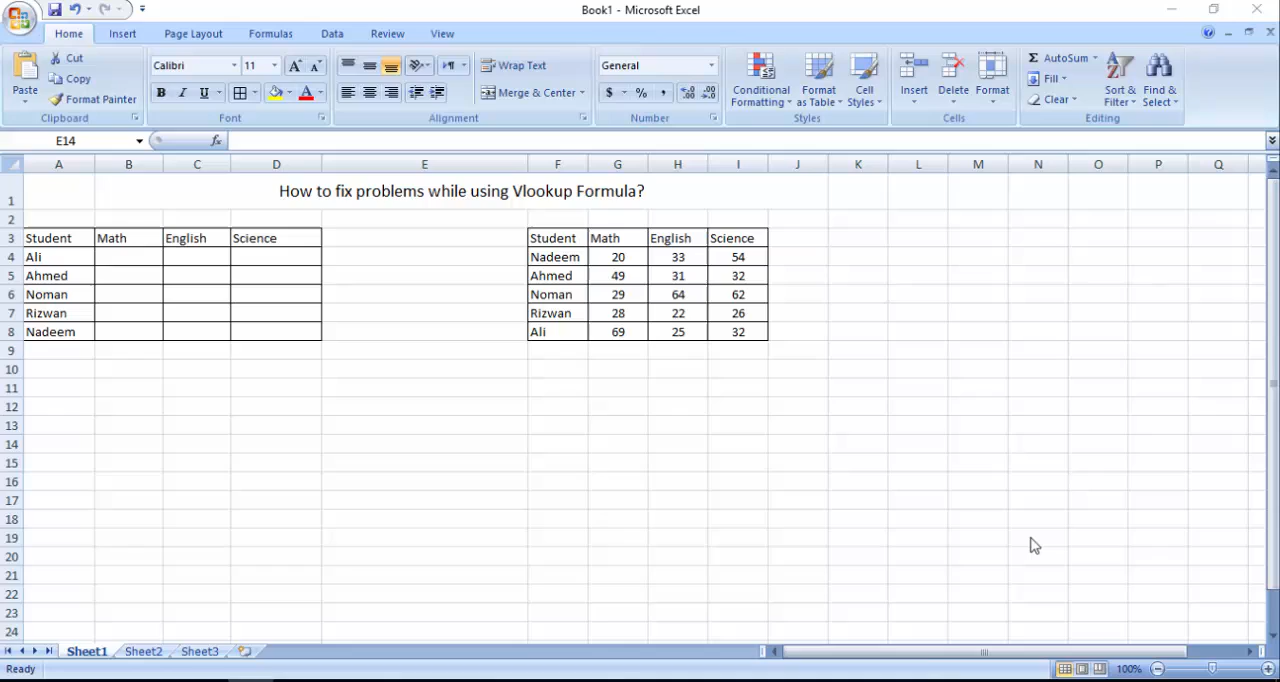 Book1 - Microsoft Excel
Home Insert Page Layout Formulas Data Review View
Paste Cut Copy Format Painter Clipboard
Calibri 11 A A B I U A Font
Wrap Text Merge & Center Alignment
General $ % , .0 .00 .00 .0 Number
Conditional Formatting Format as Table Cell Styles Styles
Insert Delete Format Cells
Σ AutoSum Fill Clear Sort & Filter Find & Select Editing
E14 fx
A B C D E F G H I J K L M N O P Q
1 How to fix problems while using Vlookup Formula?
2
3 Student Math English Science Student Math English Science
4 Ali Nadeem 20 33 54
5 Ahmed Ahmed 49 31 32
6 Noman Noman 29 64 62
7 Rizwan Rizwan 28 22 26
8 Nadeem Ali 69 25 32
9
10
11
12
13
14
15
16
17
18
19
20
21
22
23
24
Sheet1 Sheet2 Sheet3
Ready 100%